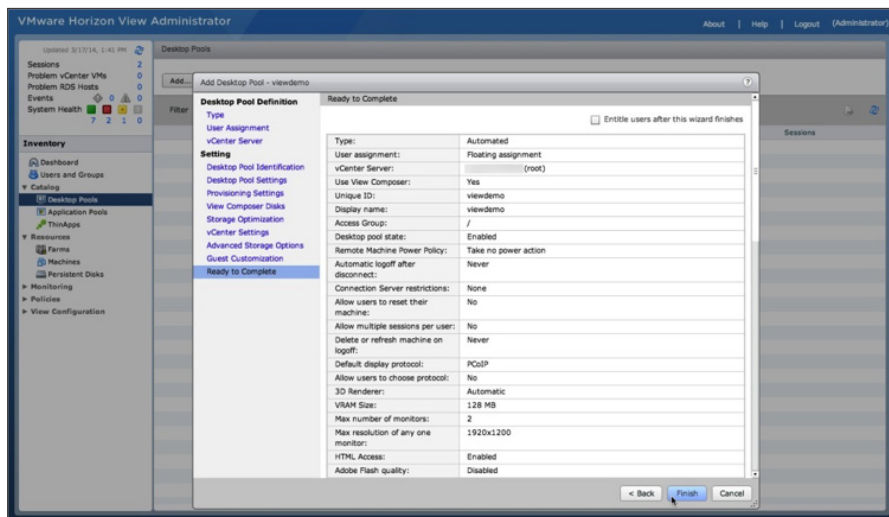 VMware Horizon View Administrator
About | Help | Logout (Administrator)
Updated 3/17/14, 1:41 PM
Sessions 2
Problem vCenter VMs 0
Problem RDS Hosts 0
Events 0 0
System Health
7 2 1 0
Inventory
Dashboard
Users and Groups
Catalog
Desktop Pools
Application Pools
ThinApps
Resources
Farms
Machines
Persistent Disks
Monitoring
Policies
View Configuration
Desktop Pools
Add...
Filter
Sessions
Add Desktop Pool - viewdemo
?
Desktop Pool Definition
Type
User Assignment
vCenter Server
Setting
Desktop Pool Identification
Desktop Pool Settings
Provisioning Settings
View Composer Disks
Storage Optimization
vCenter Settings
Advanced Storage Options
Guest Customization
Ready to Complete
Ready to Complete
Entitle users after this wizard finishes
Type: Automated
User assignment: Floating assignment
vCenter Server: (root)
Use View Composer: Yes
Unique ID: viewdemo
Display name: viewdemo
Access Group: /
Desktop pool state: Enabled
Remote Machine Power Policy: Take no power action
Automatic logoff after Never
disconnect:
Connection Server restrictions: None
Allow users to reset their No
machine:
Allow multiple sessions per user: No
Delete or refresh machine on Never
logoff:
Default display protocol: PCoIP
Allow users to choose protocol: No
3D Renderer: Automatic
VRAM Size: 128 MB
Max number of monitors: 2
Max resolution of any one 1920x1200
monitor:
HTML Access: Enabled
Adobe Flash quality: Disabled
< Back Finish Cancel